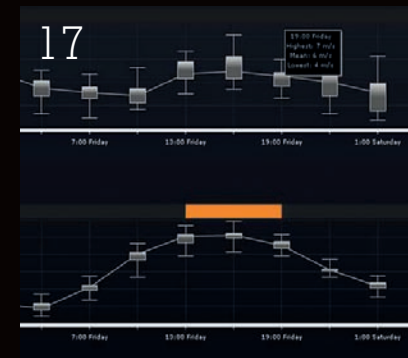 17
19:00 Friday
Highest: 7 m/s
Mean: 6 m/s
Lowest: 4 m/s
7:00 Friday 13:00 Friday 19:00 Friday 1:00 Saturday
7:00 Friday 13:00 Friday 19:00 Friday 1:00 Saturday